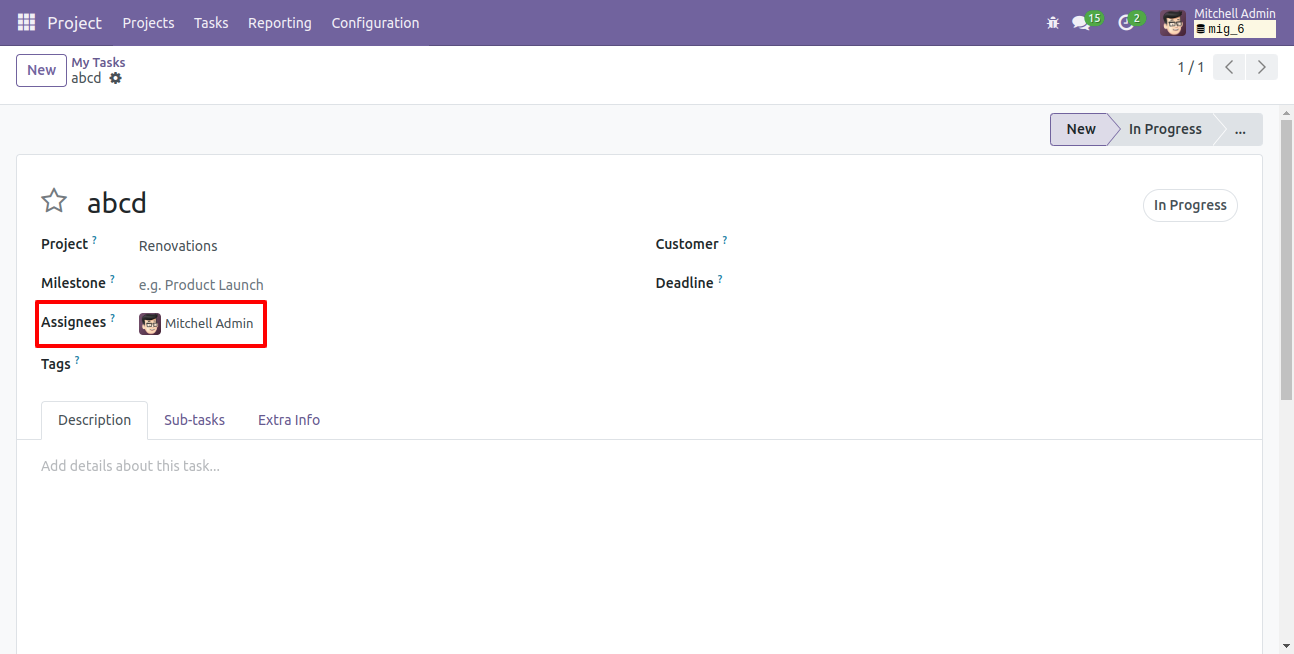 Project Projects Tasks Reporting Configuration 15 2 Mitchell Admin
mig_6
New My Tasks
abcd
1 / 1
New In Progress ...
abcd
In Progress
Project ? Renovations
Customer ?
Milestone ? e.g. Product Launch
Deadline ?
Assignees ? Mitchell Admin
Tags ?
Description Sub-tasks Extra Info
Add details about this task...